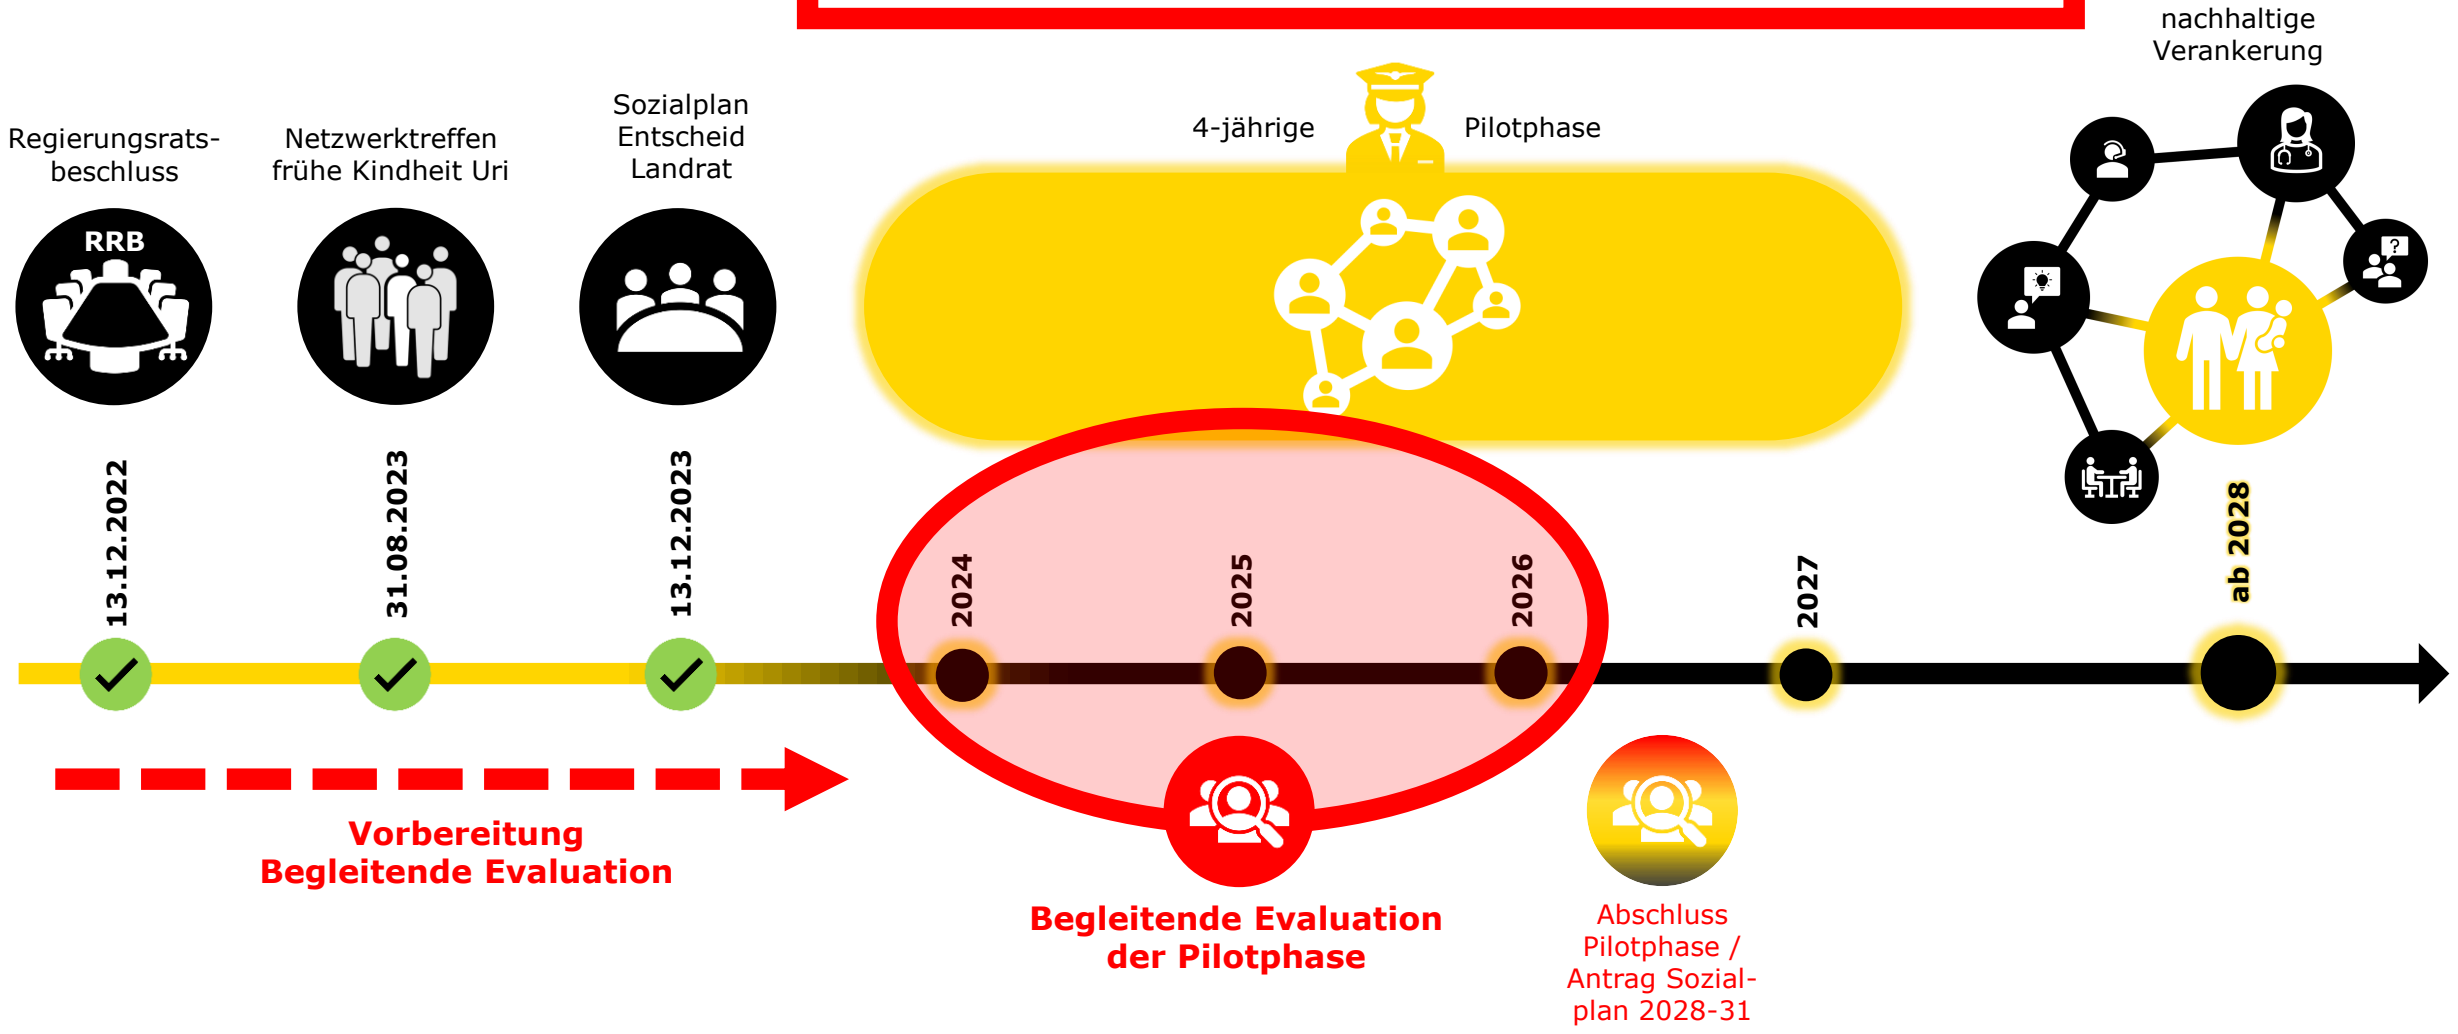 nachhaltige
Verankerung
Regierungsrats-
beschluss
Netzwerktreffen
frühe Kindheit Uri
Sozialplan
Entscheid
Landrat
4-jährige
Pilotphase
RRB
?
13.12.2022
31.08.2023
13.12.2023
2024
2025
2026
2027
ab 2028
Vorbereitung
Begleitende Evaluation
Begleitende Evaluation
der Pilotphase
Abschluss
Pilotphase /
Antrag Sozial-
plan 2028-31